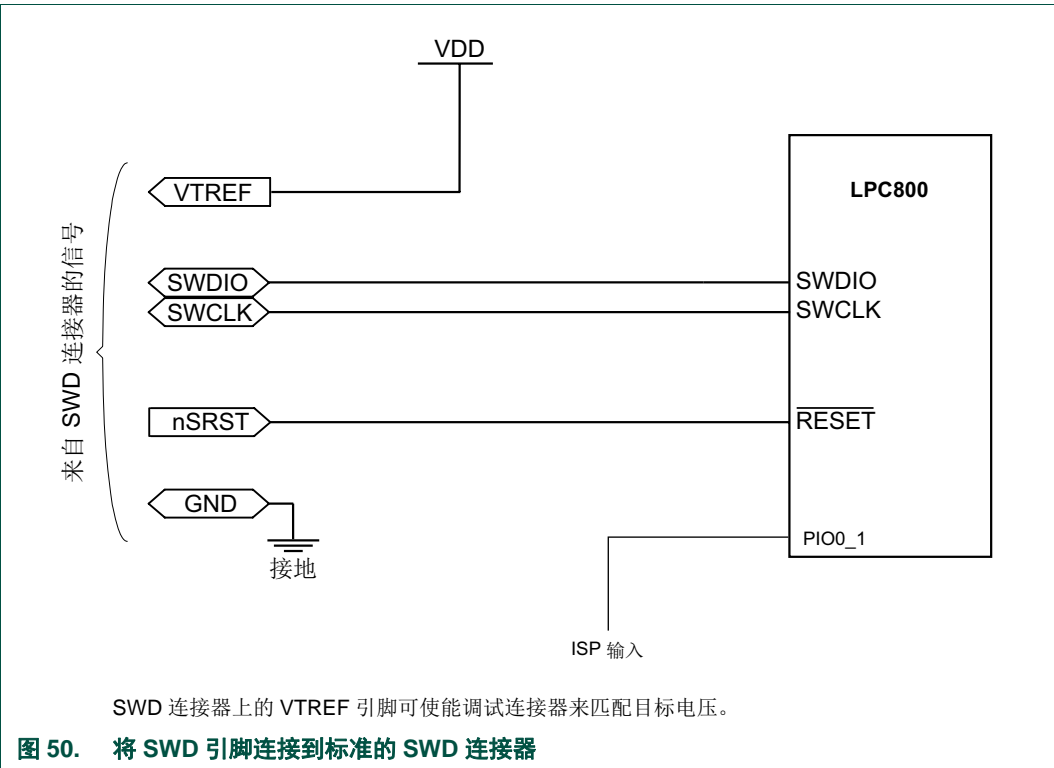 VDD
VTREF
LPC800
来自 SWD 连接器的信号
SWDIO
SWDIO
SWCLK
SWCLK
nSRST
RESET
GND
接地
PIO0_1
ISP 输入
SWD 连接器上的 VTREF 引脚可使能调试连接器来匹配目标电压。
图 50. 将 SWD 引脚连接到标准的 SWD 连接器